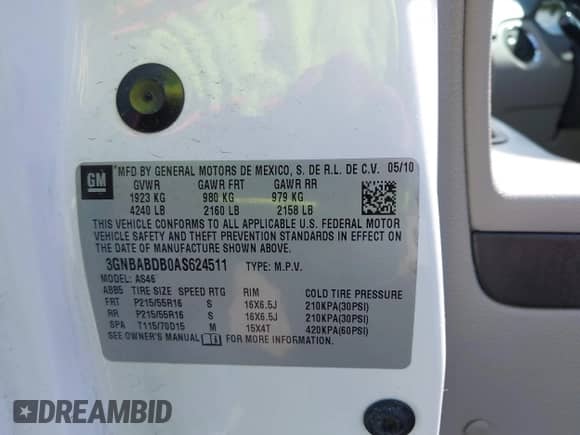 GM
MFD BY GENERAL MOTORS DE MEXICO, S. DE R.L. DE C.V. 05/10
GVWR GAWR FRT GAWR RR
1923 KG 980 KG 979 KG
4240 LB 2160 LB 2158 LB
THIS VEHICLE CONFORMS TO ALL APPLICABLE U.S. FEDERAL MOTOR
VEHICLE SAFETY AND THEFT PREVENTION STANDARDS IN EFFECT ON THE
DATE OF MANUFACTURE SHOWN ABOVE.
3GNBABDB0AS624511 TYPE: M.P.V.
MODEL: AS46
ABB5 TIRE SIZE SPEED RTG RIM COLD TIRE PRESSURE
FRT P215/55R16 S 16X6.5J 210KPA(30PSI)
RR P215/55R16 S 16X6.5J 210KPA(30PSI)
SPA T115/70D15 M 15X4T 420KPA(60PSI)
SEE OWNER'S MANUAL FOR MORE INFORMATION.
DREAMBID